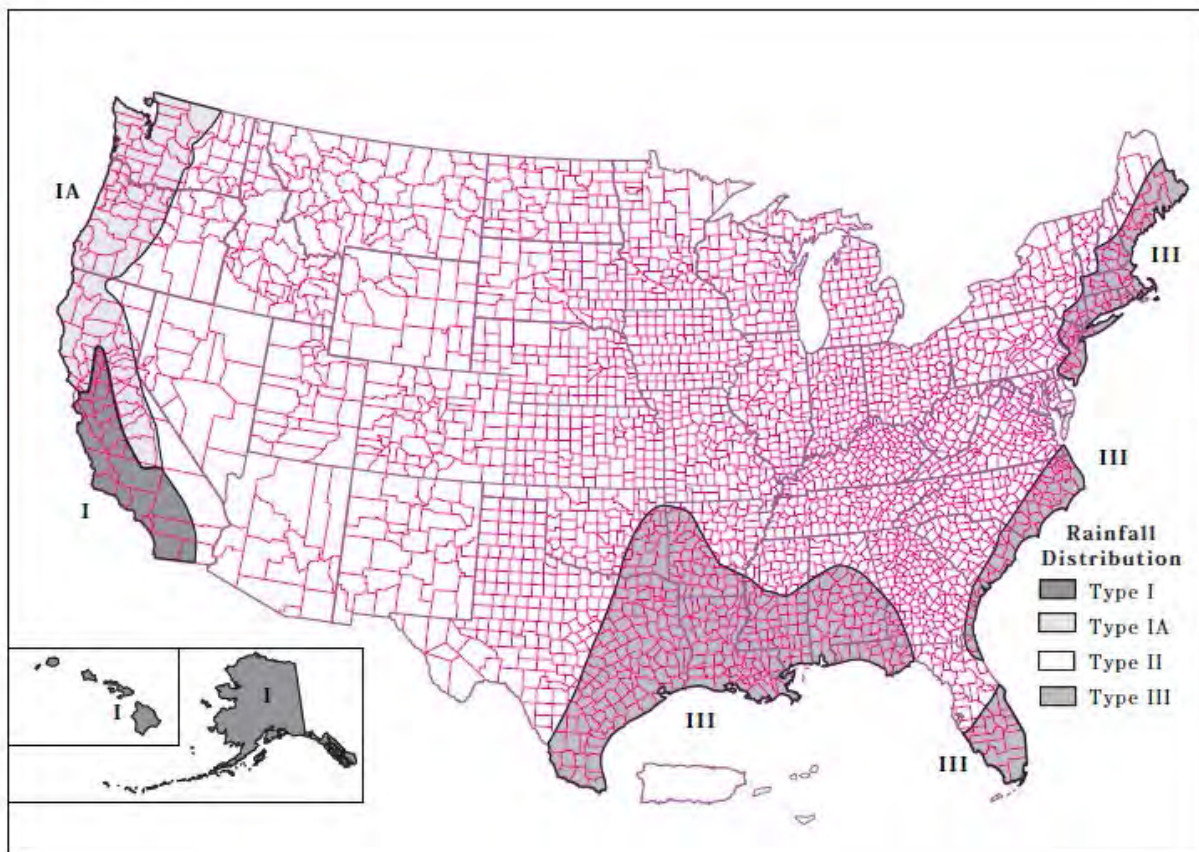 IA
III
III
I
Rainfall
Distribution
Type I
Type IA
Type II
Type III
I
I
III
III